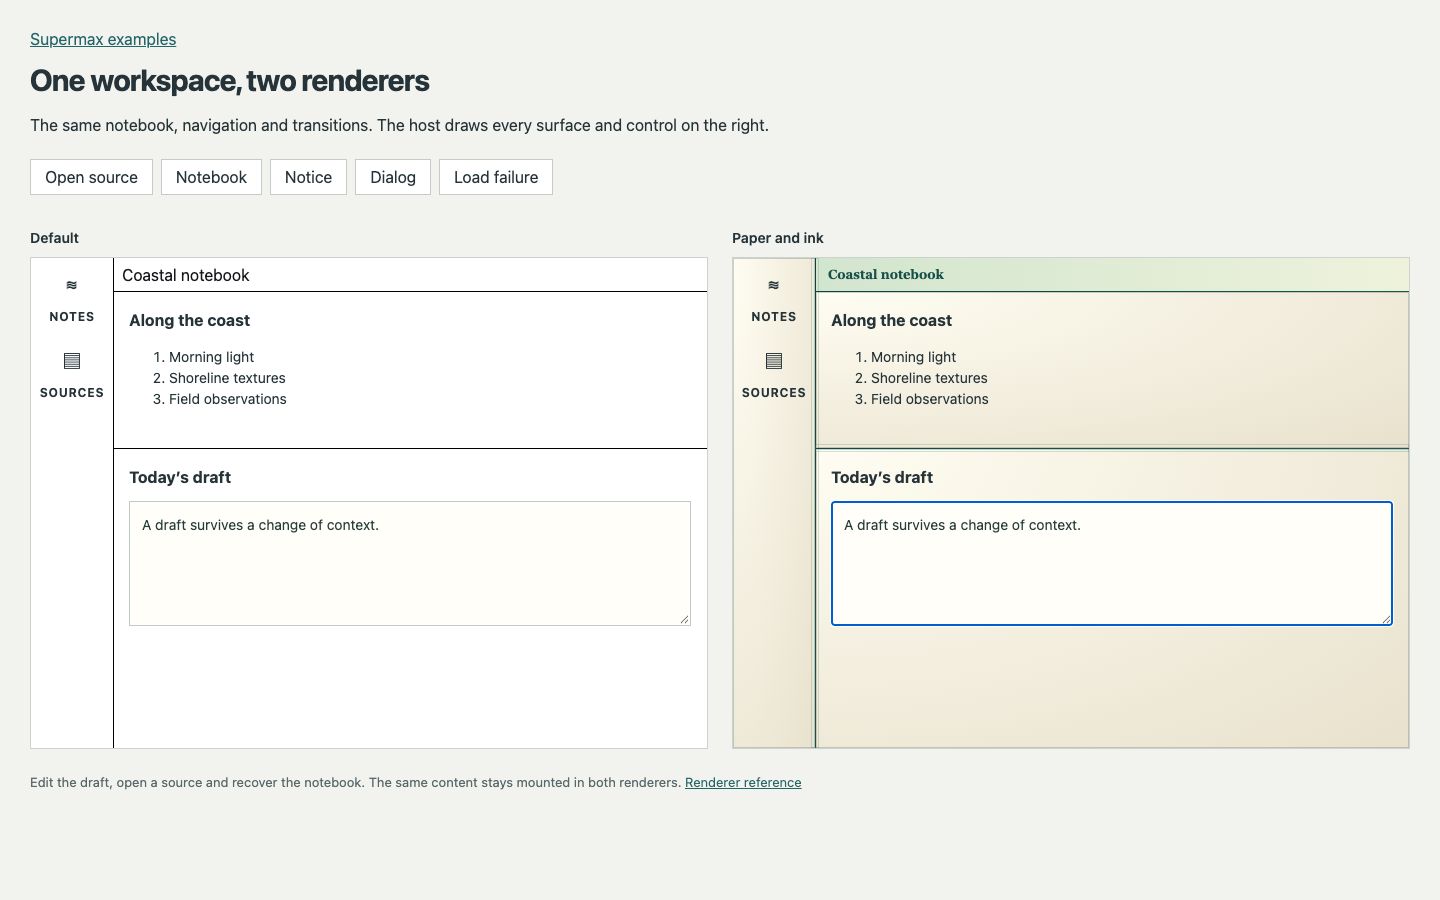 Supermax examples
One workspace, two renderers
The same notebook, navigation and transitions. The host draws every surface and control on the right.
Open source
Notebook
Notice
Dialog
Load failure
Default
NOTES
SOURCES
Coastal notebook
Along the coast
1. Morning light
2. Shoreline textures
3. Field observations
Today’s draft
A draft survives a change of context.
Paper and ink
NOTES
SOURCES
Coastal notebook
Along the coast
1. Morning light
2. Shoreline textures
3. Field observations
Today’s draft
A draft survives a change of context.
Edit the draft, open a source and recover the notebook. The same content stays mounted in both renderers. Renderer reference